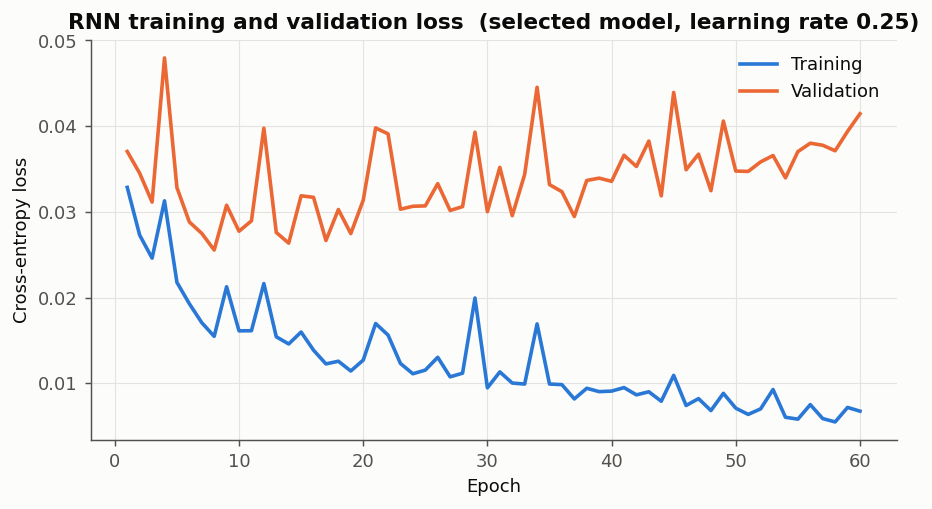 RNN training and validation loss  (selected model, learning rate 0.25)
Training
Validation
Cross-entropy loss
0.05
0.04
0.03
0.02
0.01
0 10 20 30 40 50 60
Epoch